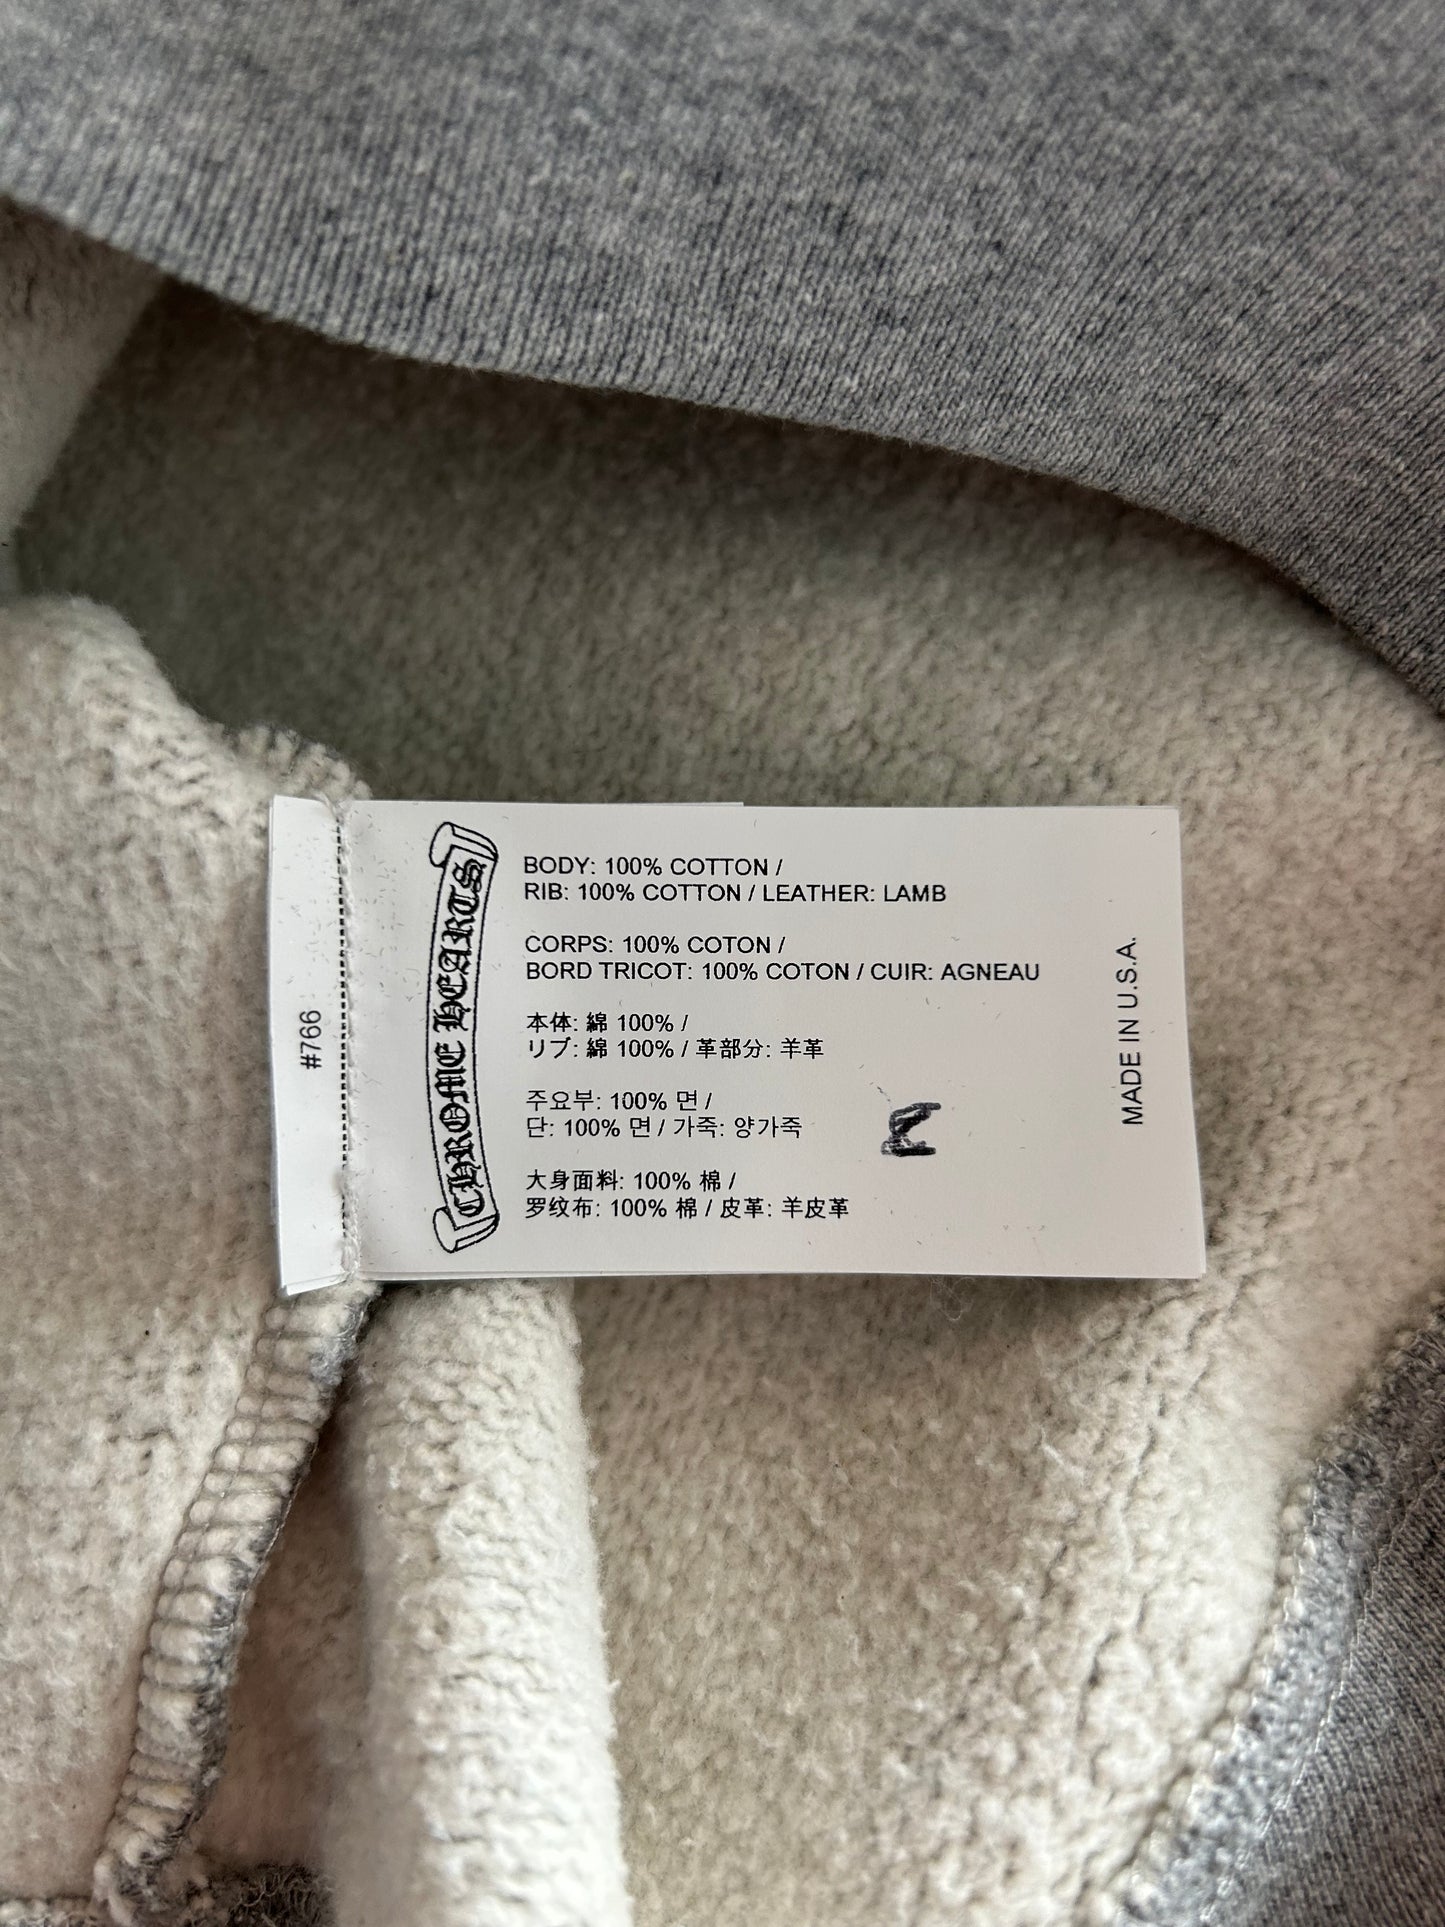 #766
CHROME HEARTS
BODY: 100% COTTON /
RIB: 100% COTTON / LEATHER: LAMB
CORPS: 100% COTON /
BORD TRICOT: 100% COTON / CUIR: AGNEAU
本体: 綿 100% /
リブ: 綿 100% / 革部分: 羊革
주요부: 100% 면 /
단: 100% 면 / 가죽: 양가죽
大身面料: 100% 棉 /
罗纹布: 100% 棉 / 皮革: 羊皮革
MADE IN U.S.A.